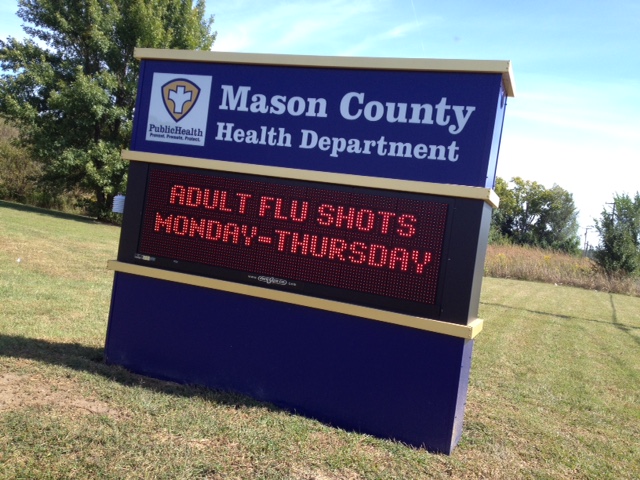 Mason County
Health Department
PublicHealth
Prevent. Promote. Protect.
ADULT FLU SHOTS
MONDAY-THURSDAY